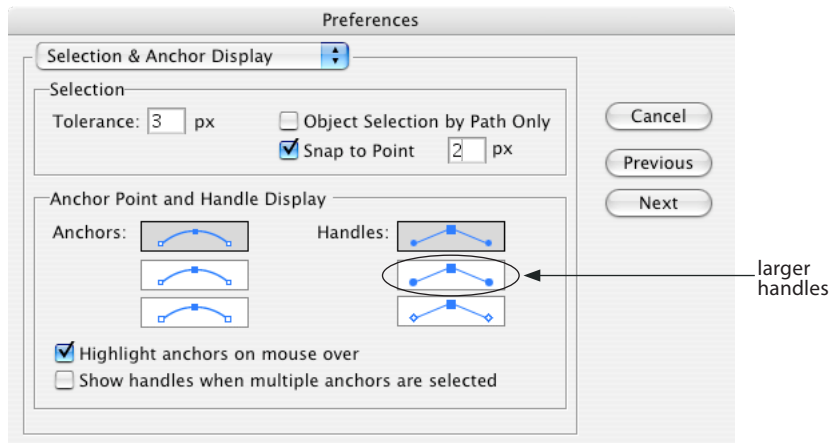 Preferences
Selection & Anchor Display
Selection
Tolerance: 3 px
Object Selection by Path Only
Snap to Point 2 px
Cancel
Previous
Next
Anchor Point and Handle Display
Anchors:
Handles:
larger
handles
Highlight anchors on mouse over
Show handles when multiple anchors are selected